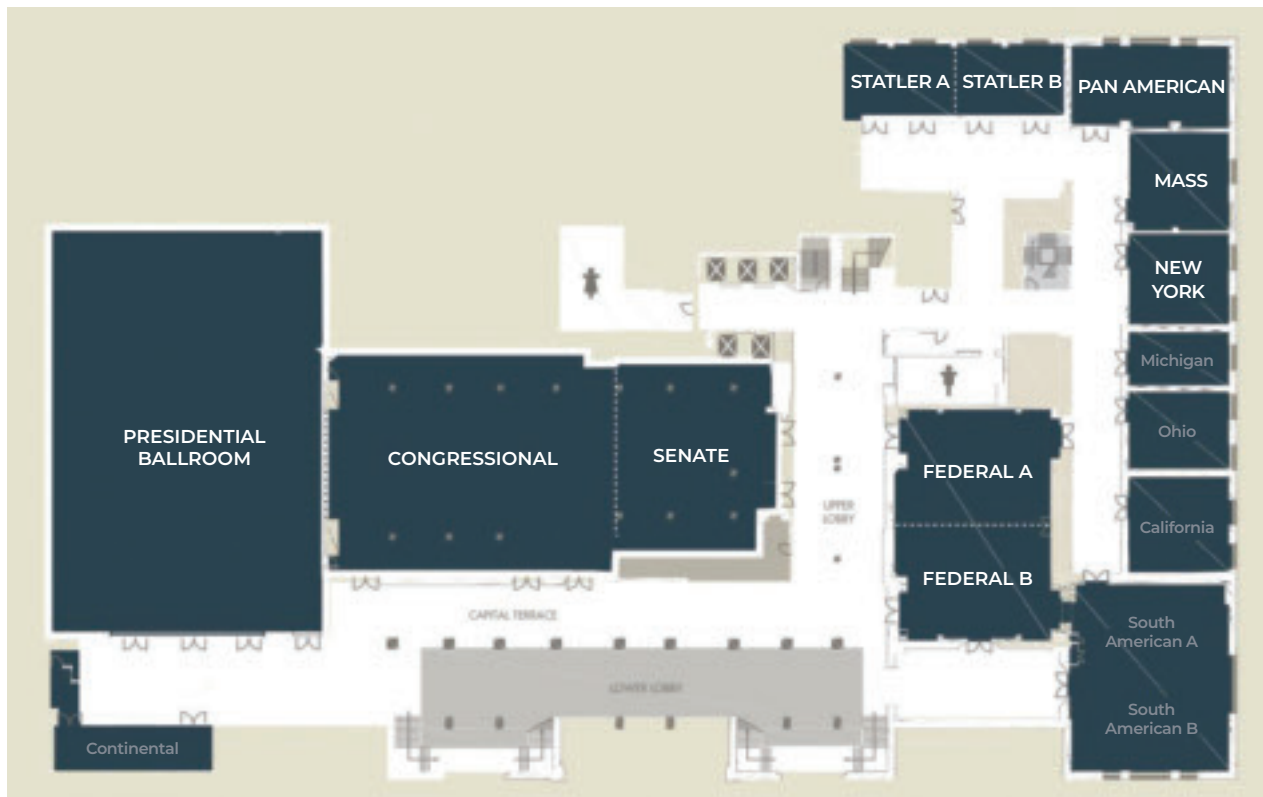 STATLER A
STATLER B
PAN AMERICAN
MASS
NEW
YORK
Michigan
PRESIDENTIAL
BALLROOM
CONGRESSIONAL
SENATE
Ohio
FEDERAL A
UPPER
LOBBY
California
FEDERAL B
CAPITAL TERRACE
South
American A
LOWER LOBBY
South
American B
Continental